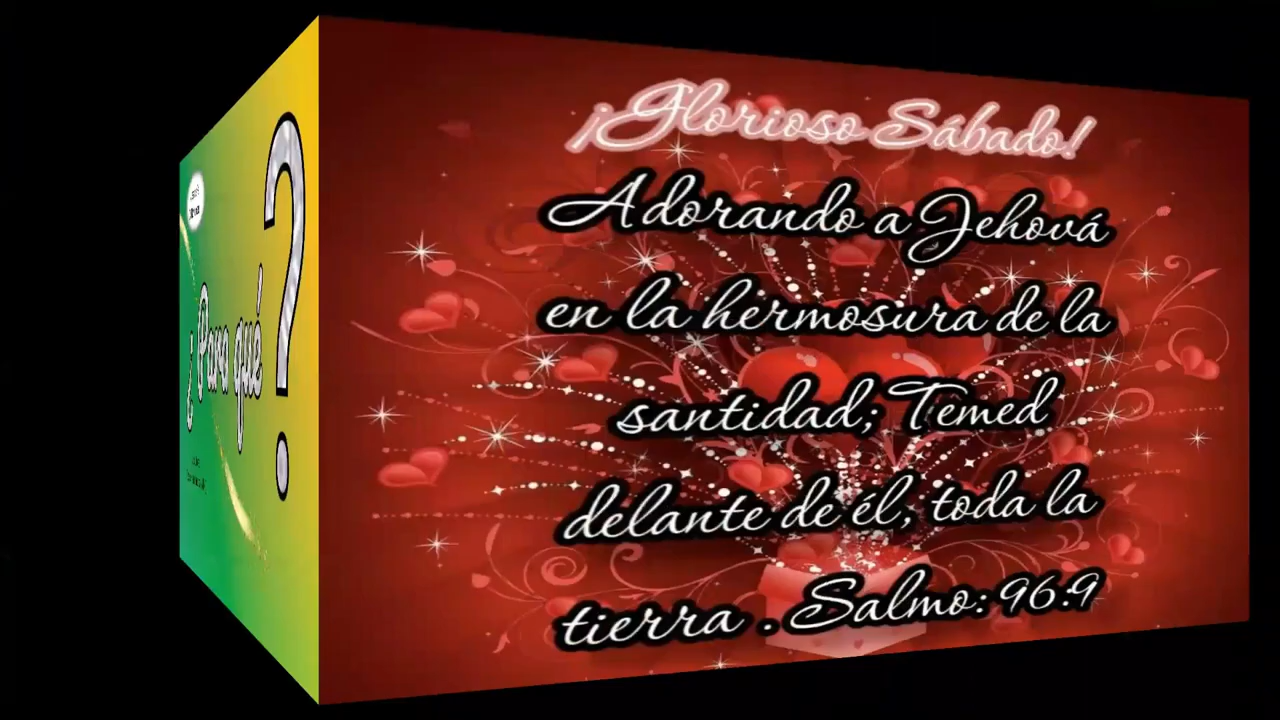 ¿Para qué?
¡Glorioso Sábado!
Adorando a Jehová
en la hermosura de la
santidad; Temed
delante de él, toda la
tierra . Salmo: 96:9